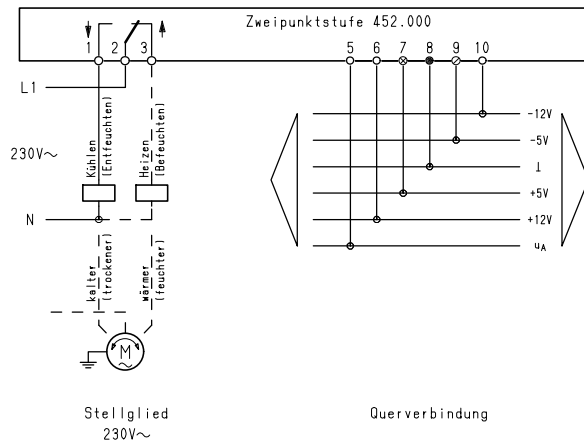 Zweipunktstufe 452.000
1 2 3 5 6 7 8 9 10
L1
-12V
-5V
Kühlen
(Entfeuchten)
Heizen
(Befeuchten)
230V~
⊥
+5V
N
+12V
uA
kalter
(trockener)
wärmer
(feuchter)
M
~
Stellglied
230V~
Querverbindung